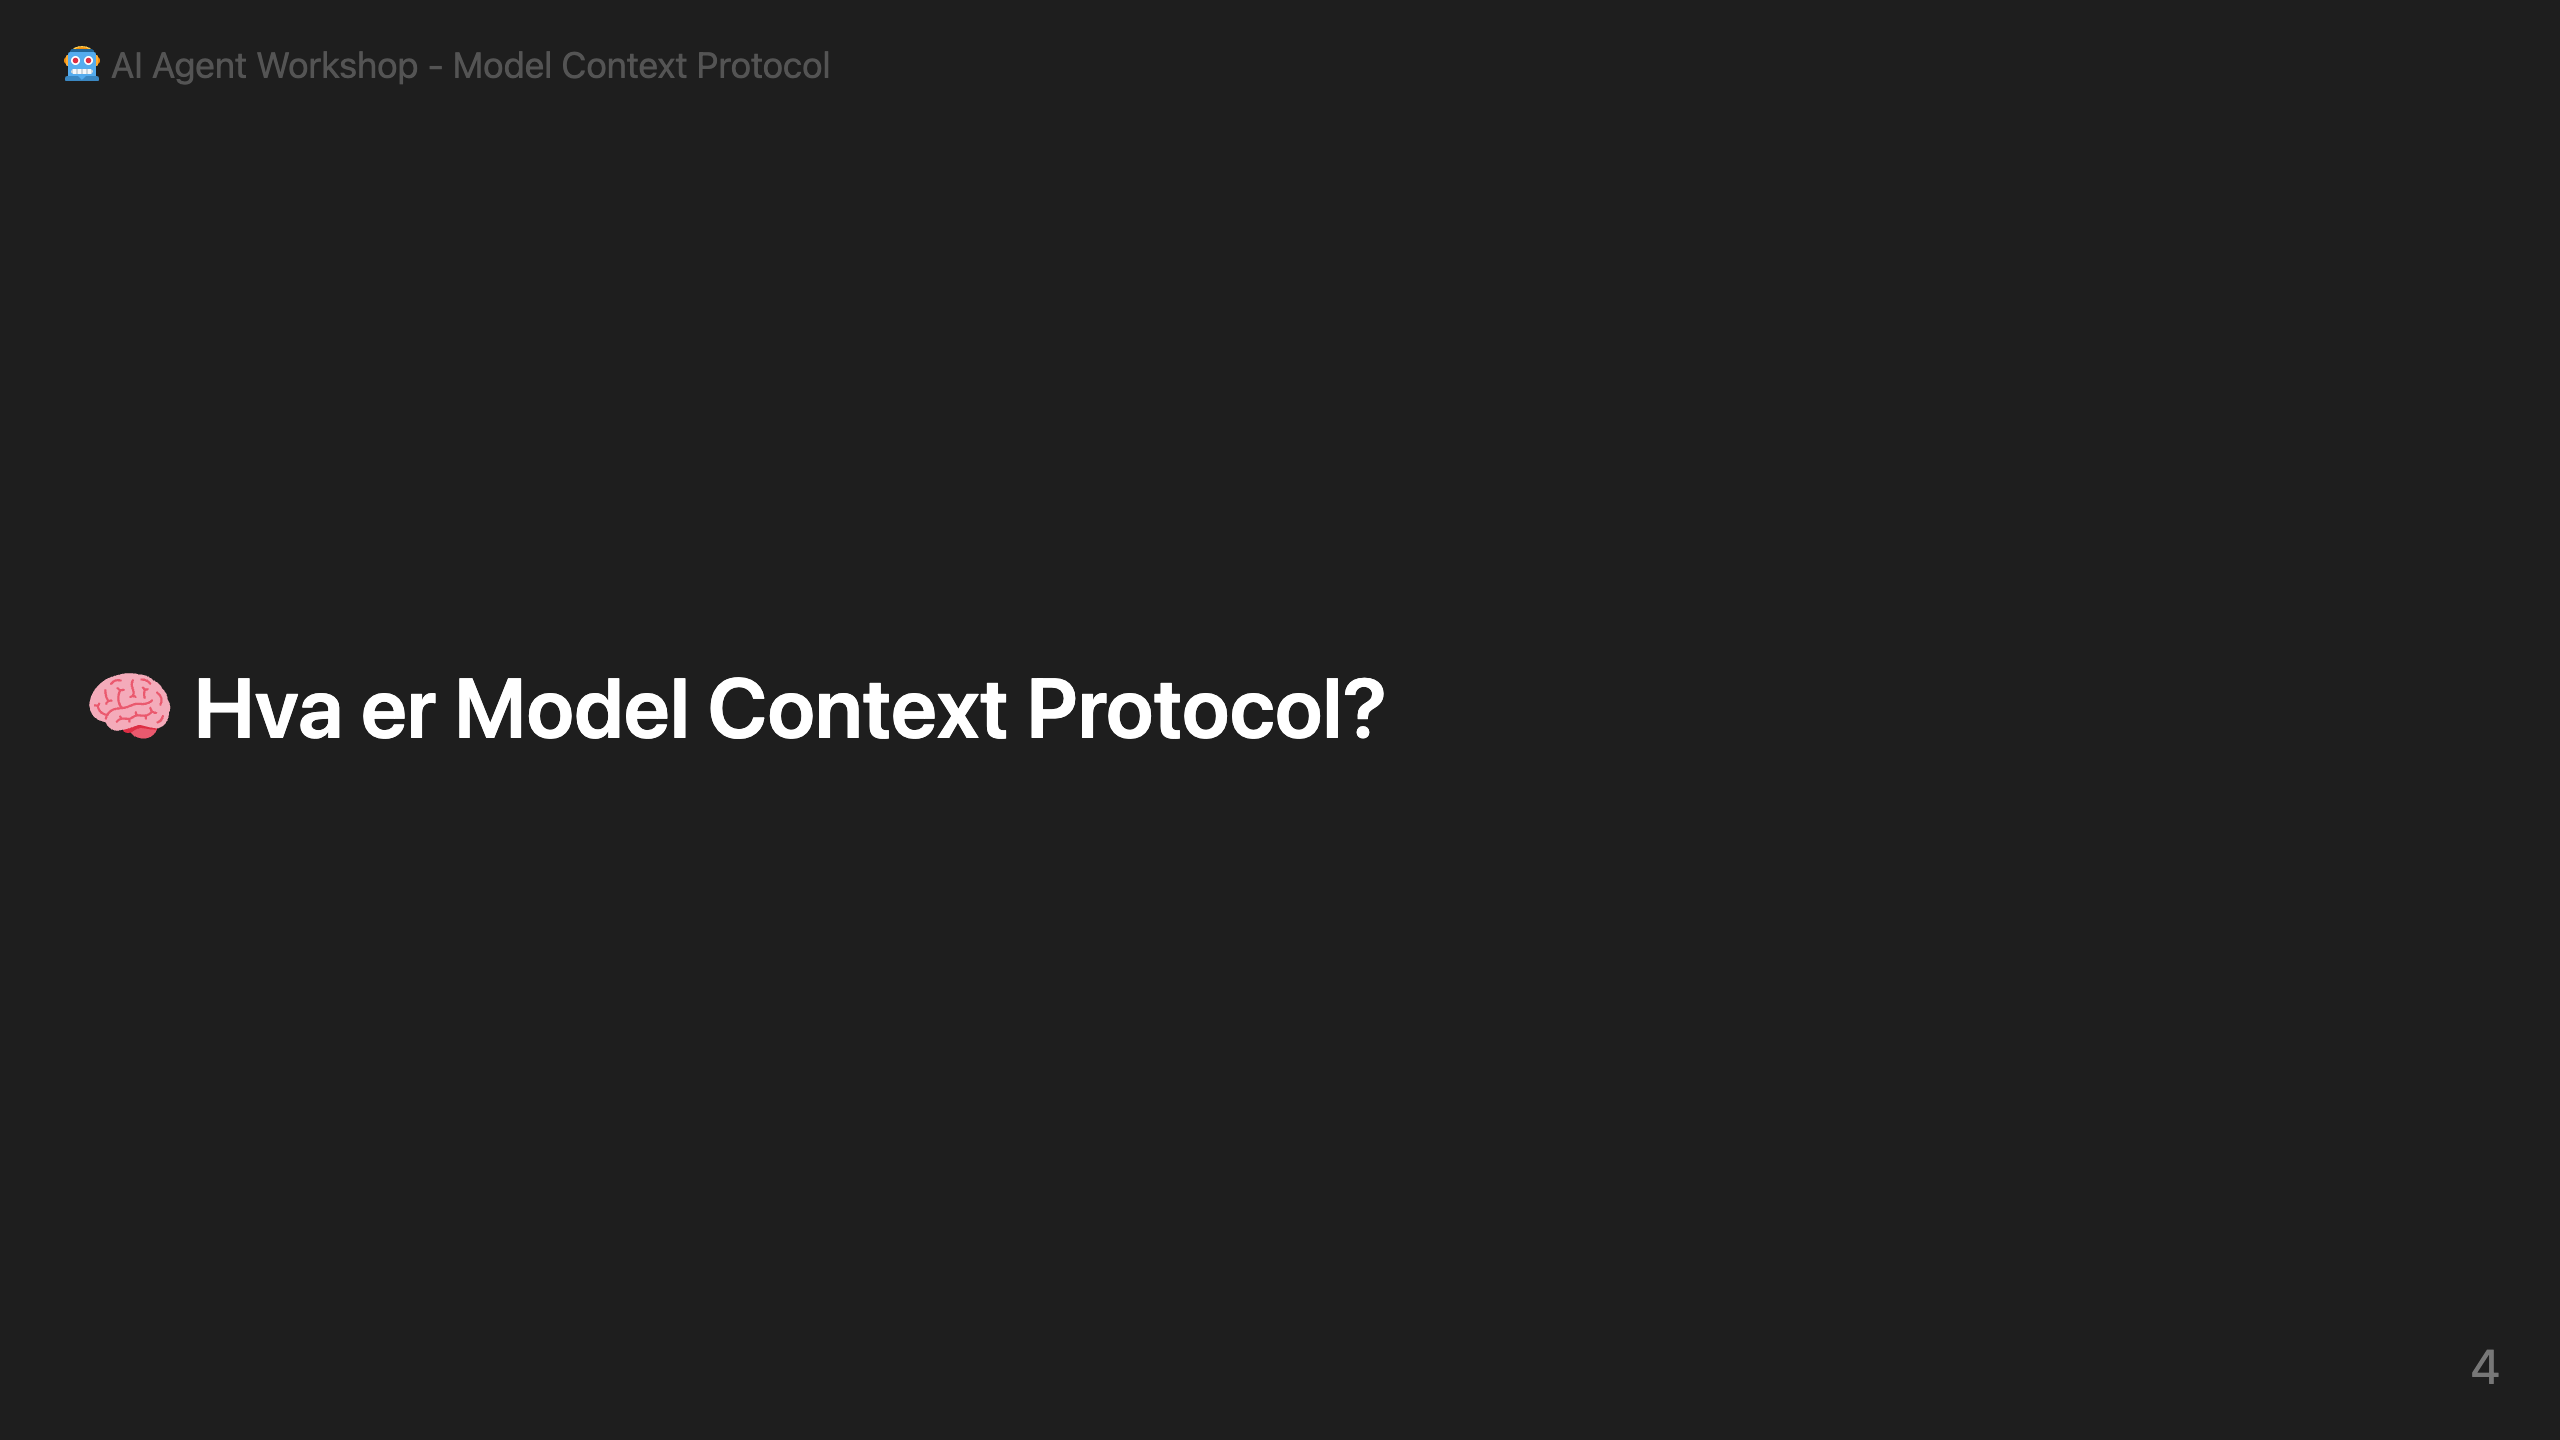 🤖 AI Agent Workshop - Model Context Protocol
🧠 Hva er Model Context Protocol?
4